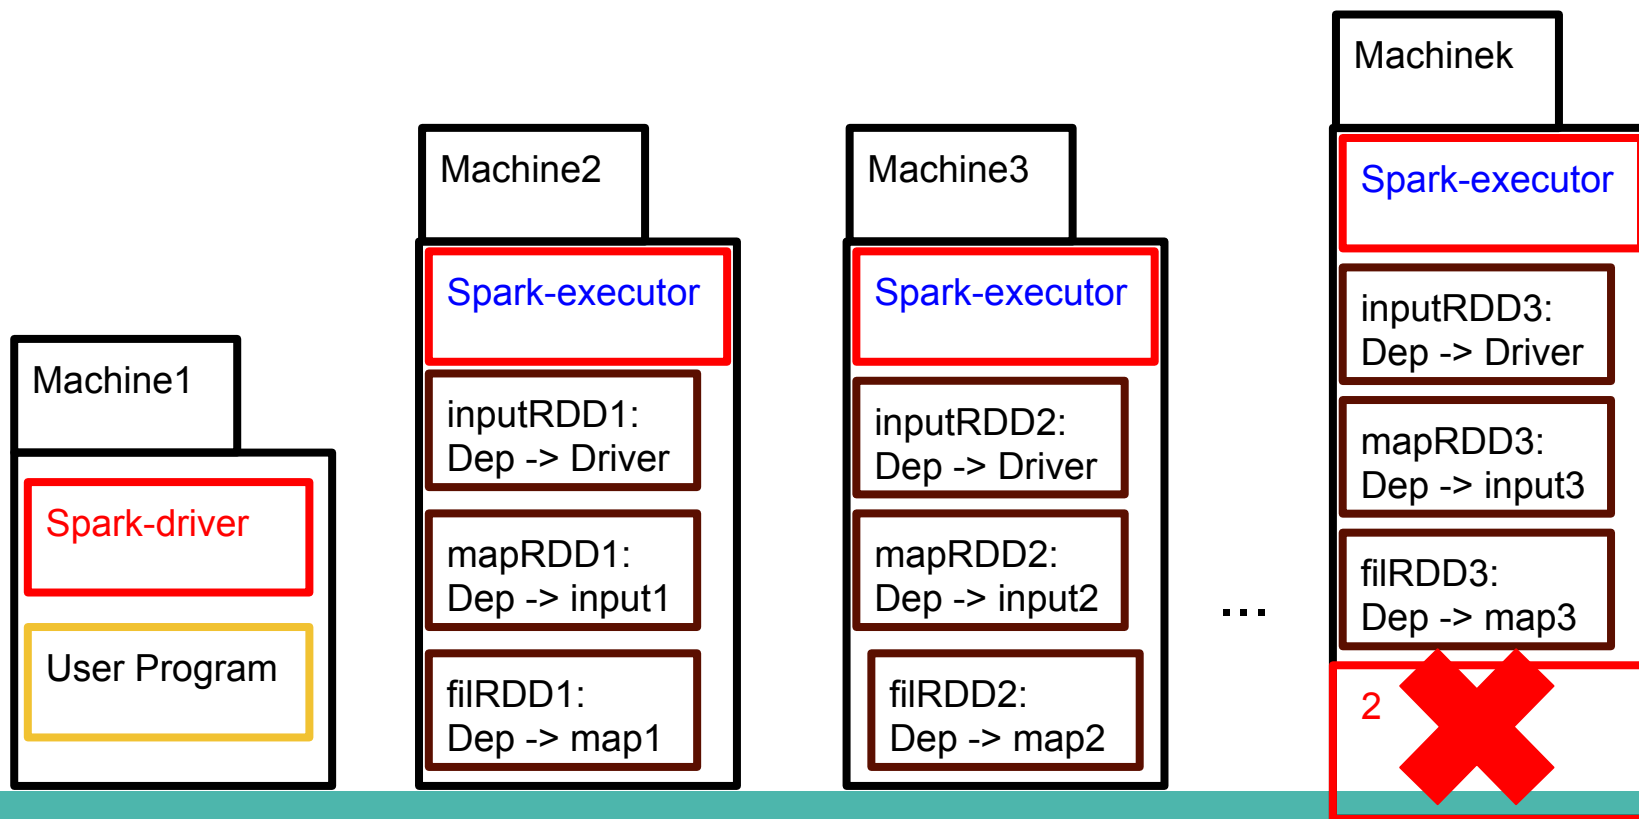 Machine1
Spark-driver
User Program
Machine2
Spark-executor
inputRDD1:
Dep -> Driver
mapRDD1:
Dep -> input1
filRDD1:
Dep -> map1
Machine3
Spark-executor
inputRDD2:
Dep -> Driver
mapRDD2:
Dep -> input2
filRDD2:
Dep -> map2
...
Machinek
Spark-executor
inputRDD3:
Dep -> Driver
mapRDD3:
Dep -> input3
filRDD3:
Dep -> map3
2